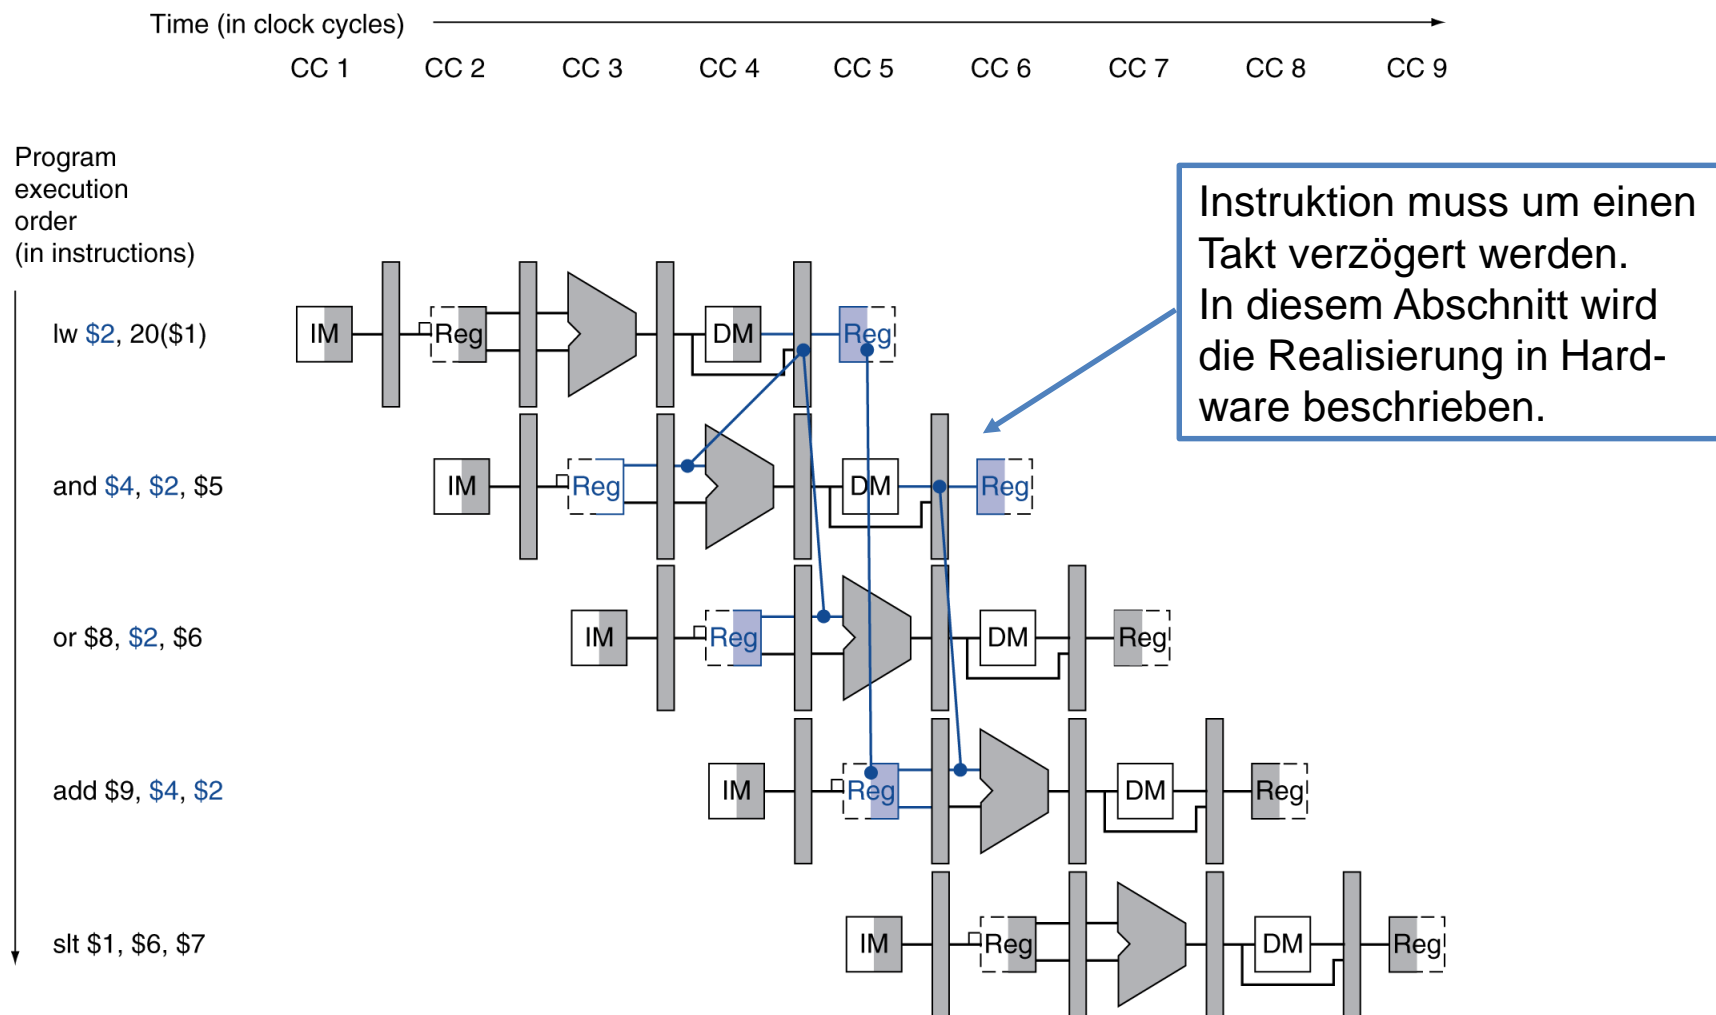 Time (in clock cycles)
CC 1 CC 2 CC 3 CC 4 CC 5 CC 6 CC 7 CC 8 CC 9
Program
execution
order
(in instructions)
Instruktion muss um einen
Takt verzögert werden.
In diesem Abschnitt wird
die Realisierung in Hard-
ware beschrieben.
lw $2, 20($1) IM Reg DM Reg
and $4, $2, $5 IM Reg DM Reg
or $8, $2, $6 IM Reg DM Reg
add $9, $4, $2 IM Reg DM Reg
slt $1, $6, $7 IM Reg DM Reg